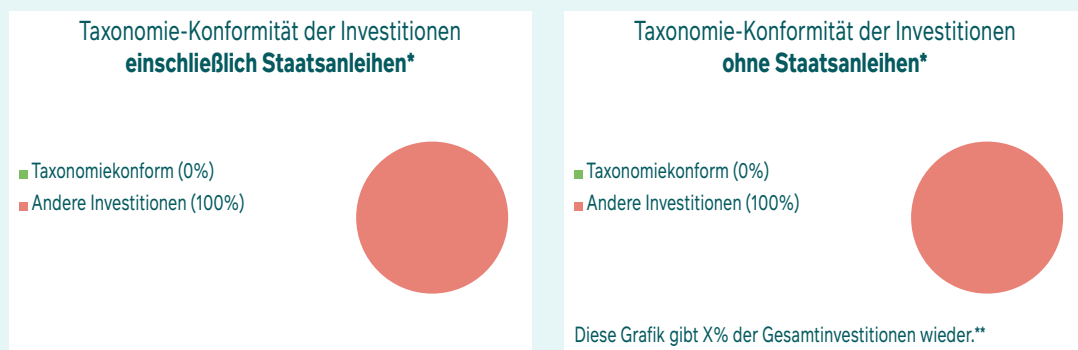 Taxonomie-Konformität der Investitionen
einschließlich Staatsanleihen*
Taxonomiekonform (0%)
Andere Investitionen (100%)
Taxonomie-Konformität der Investitionen
ohne Staatsanleihen*
Taxonomiekonform (0%)
Andere Investitionen (100%)
Diese Grafik gibt X% der Gesamtinvestitionen wieder.**